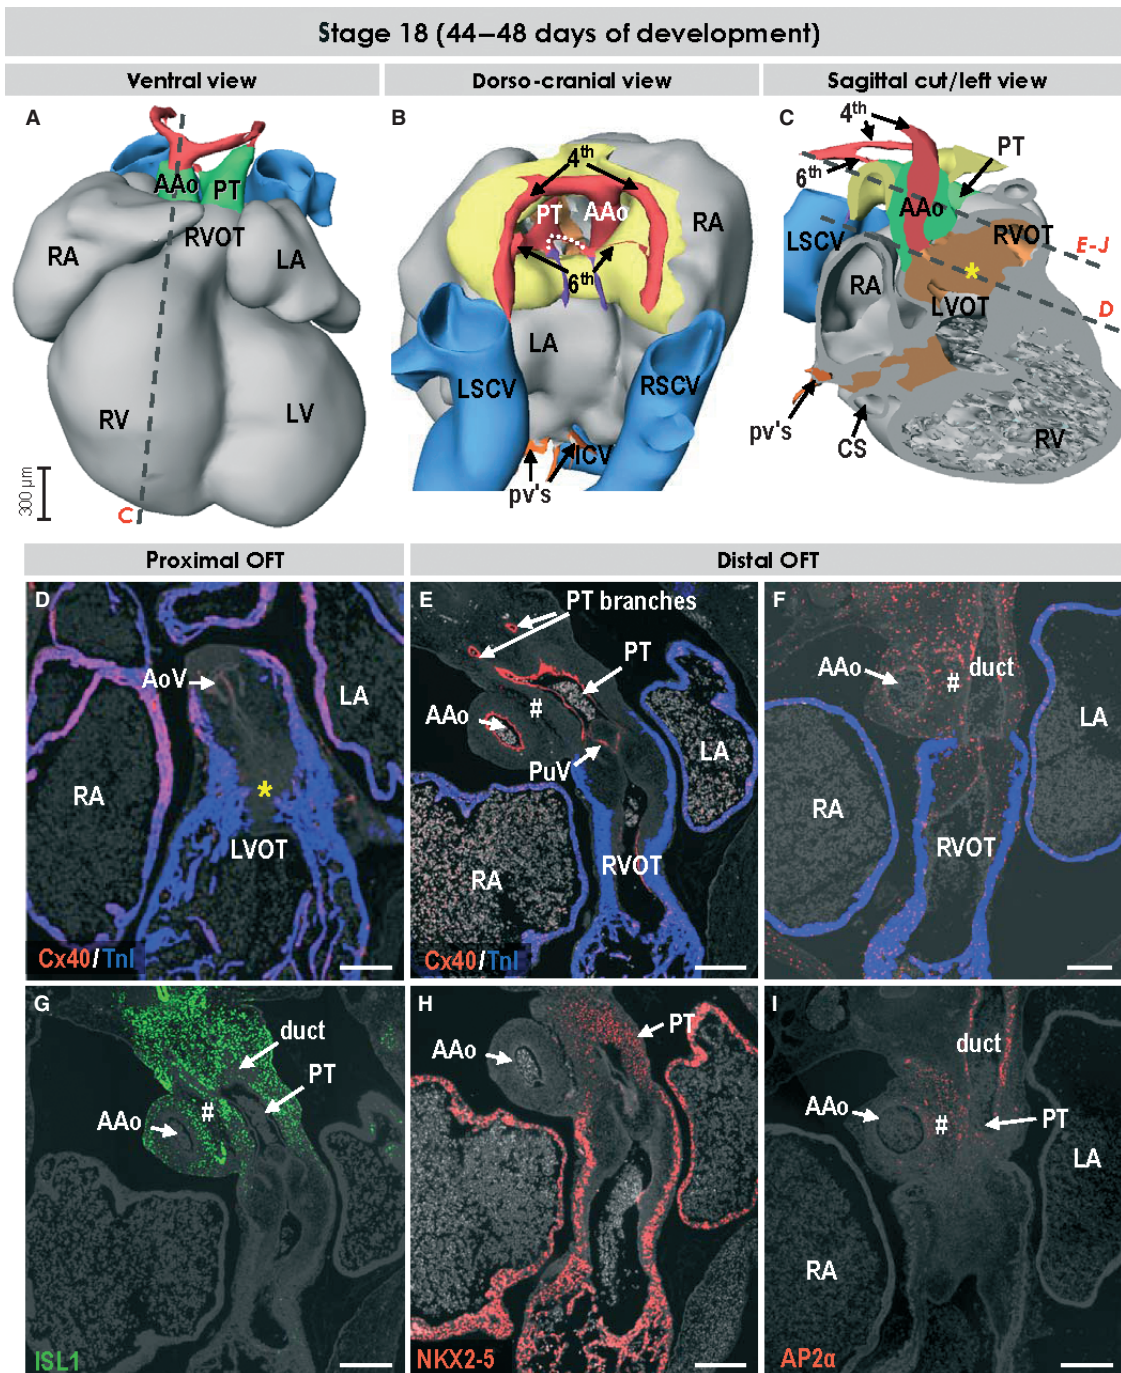 Stage 18 (44–48 days of development)
Ventral view
Dorso-cranial view
Sagittal cut/left view
A
AAo
PT
RVOT
RA
LA
RV
LV
300 µm
C
B
4th
PT
AAo
RA
6th
LA
LSCV
RSCV
ICV
pv's
C
4th
PT
6th
AAo
LSCV
RVOT
E-J
RA
*
LVOT
D
pv's
CS
RV
Proximal OFT
Distal OFT
D
AoV
LA
RA
*
LVOT
Cx40/TnI
E
PT branches
PT
AAo
#
PuV
LA
RA
RVOT
Cx40/TnI
F
AAo
# duct
LA
RA
RVOT
G
duct
PT
AAo
#
ISL1
H
PT
AAo
NKX2-5
I
duct
AAo
#
PT
LA
RA
AP2α